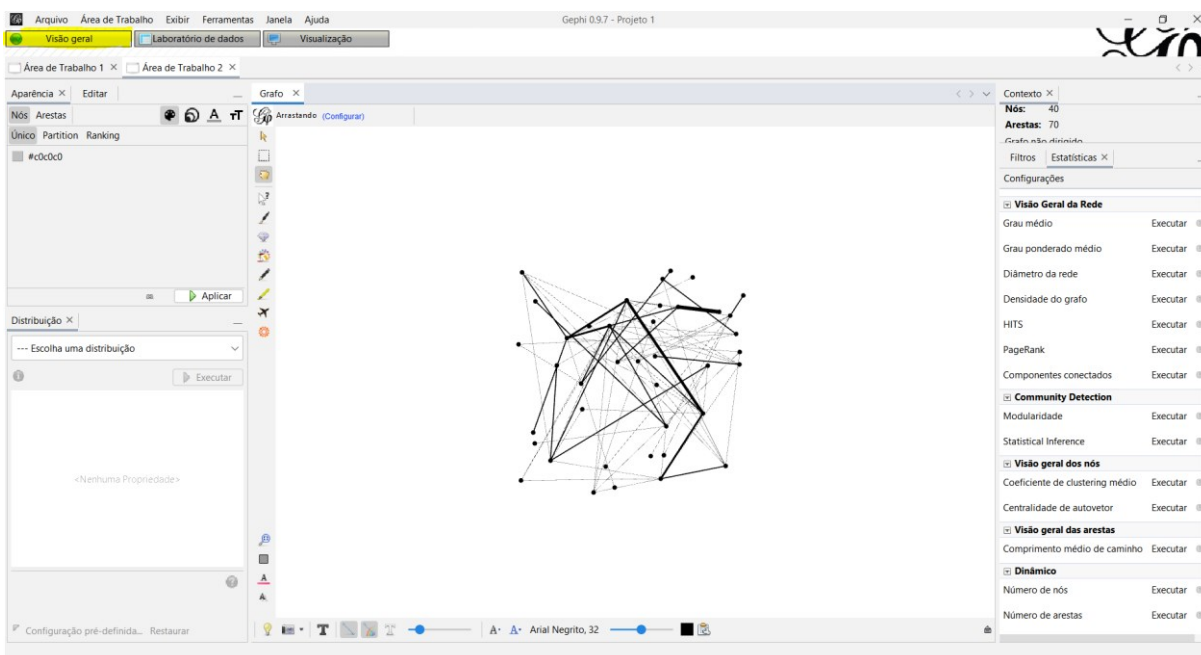 Arquivo Área de Trabalho Exibir Ferramentas Janela Ajuda Gephi 0.9.7 - Projeto 1
Visão geral Laboratório de dados Visualização
Área de Trabalho 1 Área de Trabalho 2
Aparência Editar
Nós Arestas
Único Partition Ranking
#c0c0c0
Aplicar
Distribuição
--- Escolha uma distribuição
Executar
<Nenhuma Propriedade>
Configuração pré-definida... Restaurar
Grafo
Arrastando (Configurar)
Arial Negrito, 32
Contexto
Nós: 40
Arestas: 70
Grafo não dirigido
Filtros Estatísticas
Configurações
Visão Geral da Rede
Grau médio Executar
Grau ponderado médio Executar
Diâmetro da rede Executar
Densidade do grafo Executar
HITS Executar
PageRank Executar
Componentes conectados Executar
Community Detection
Modularidade Executar
Statistical Inference Executar
Visão geral dos nós
Coeficiente de clustering médio Executar
Centralidade de autovetor Executar
Visão geral das arestas
Comprimento médio de caminho Executar
Dinâmico
Número de nós Executar
Número de arestas Executar